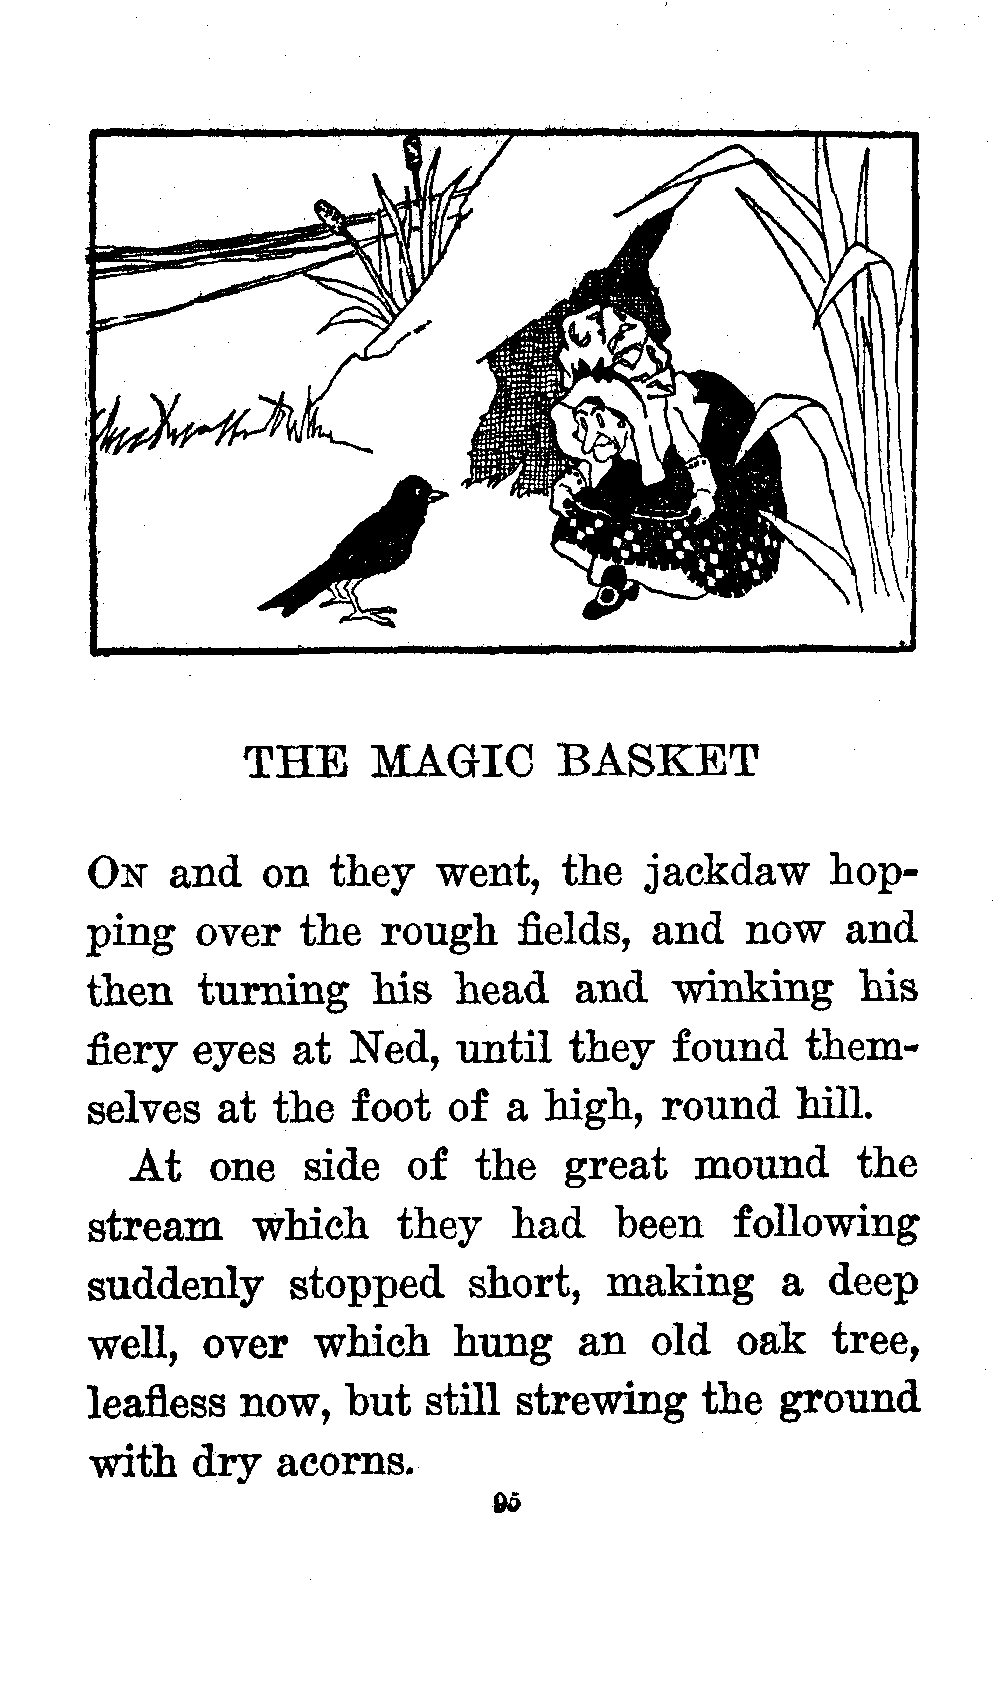 THE MAGIC BASKET
ON and on they went, the jackdaw hop-
ping over the rough fields, and now and
then turning his head and winking his
fiery eyes at Ned, until they found them-
selves at the foot of a high, round hill.
At one side of the great mound the
stream which they had been following
suddenly stopped short, making a deep
well, over which hung an old oak tree,
leafless now, but still strewing the ground
with dry acorns.
95